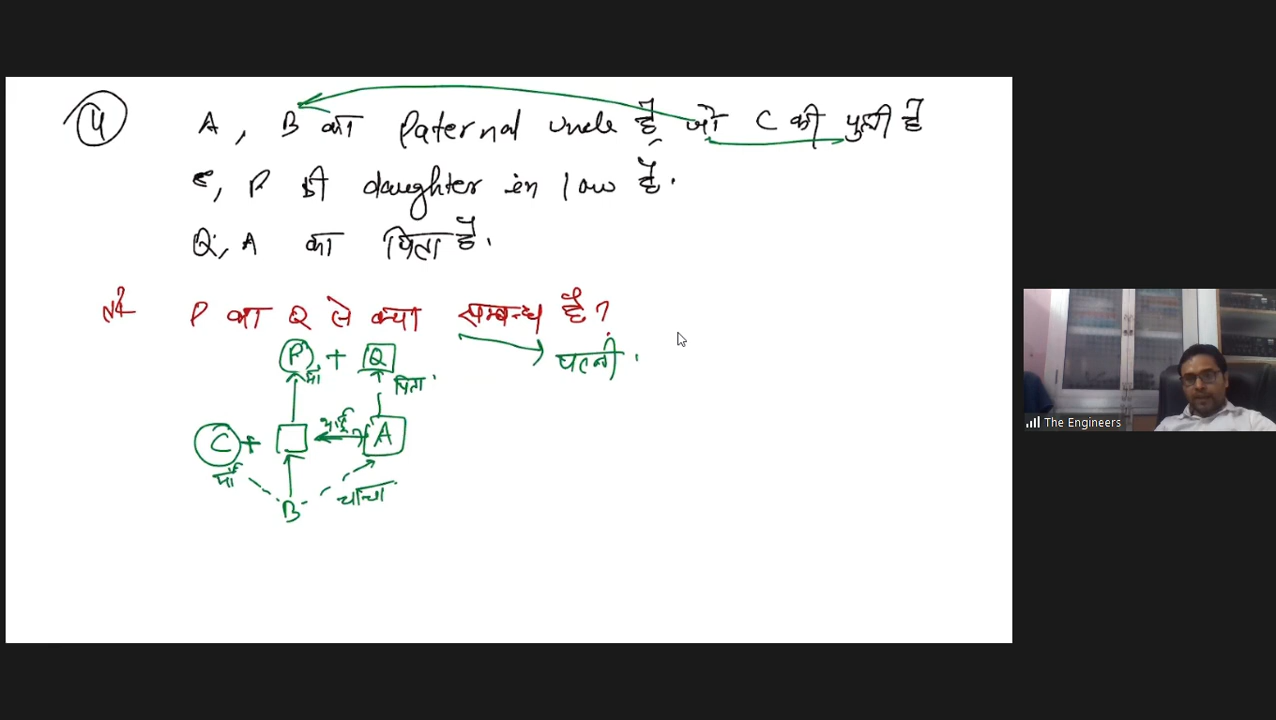 4
A, B का Paternal uncle है, जो C की पुत्री है
C, P की daughter in law है.
Q, A का पिता है.
तो P का Q से क्या सम्बन्ध है?
P + Q पत्नी.
माँ पिता.
C + भाई A
माँ चाचा
B
The Engineers